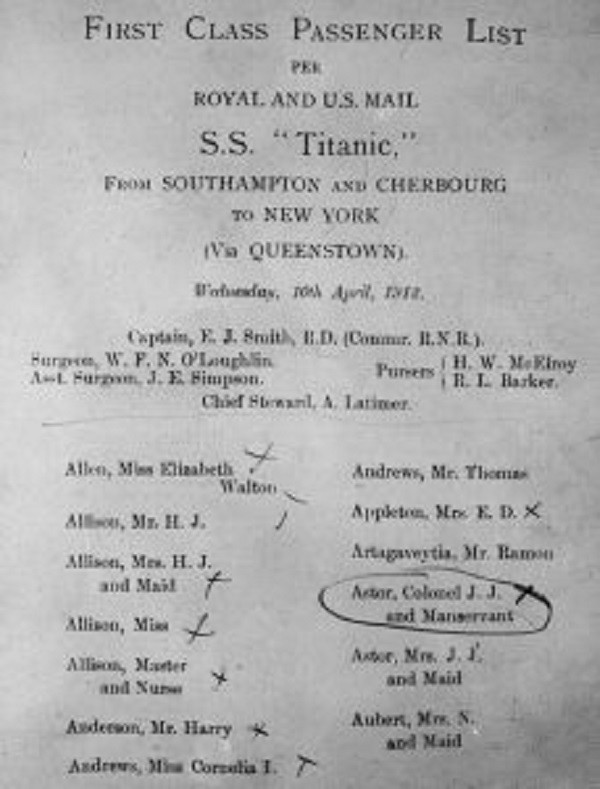 FIRST CLASS PASSENGER LIST
PER
ROYAL AND U.S. MAIL
S.S. "Titanic,"
FROM SOUTHAMPTON AND CHERBOURG
TO NEW YORK
(Via QUEENSTOWN).
Wednesday, 10th April, 1912.
Captain, E. J. Smith, R.D. (Commr. R.N.R.).
Surgeon, W. F. N. O'Loughlin.
Asst. Surgeon, J. E. Simpson.
Pursers { H. W. McElroy
R. L. Barker.
Chief Steward, A. Latimer.
Allen, Miss Elizabeth
Walton
Allison, Mr. H. J.
Allison, Mrs. H. J.
and Maid
Allison, Miss
Allison, Master
and Nurse
Anderson, Mr. Harry
Andrews, Miss Cornelia I.
Andrews, Mr. Thomas
Appleton, Mrs. E. D.
Artagaveytia, Mr. Ramon
Astor, Colonel J. J.
and Manservant
Astor, Mrs. J. J.
and Maid
Aubert, Mrs. N.
and Maid